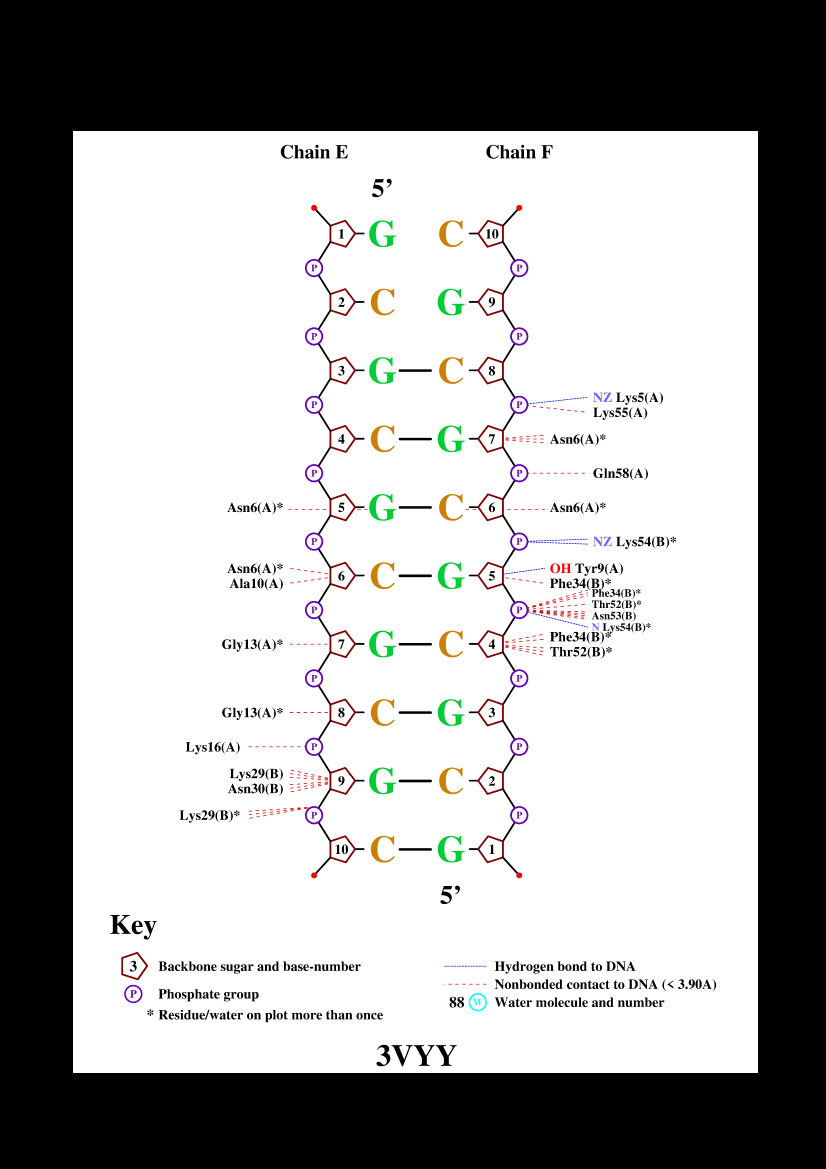 Chain E Chain F
5’
1 G C 10
P P
2 C G 9
P P
3 G C 8
NZ Lys5(A)
P P
Lys55(A)
4 C G 7 Asn6(A)*
P P Gln58(A)
Asn6(A)* 5 G C 6 Asn6(A)*
P P NZ Lys54(B)*
Asn6(A)* OH Tyr9(A)
6 C G 5
Ala10(A) Phe34(B)*
Phe34(B)*
Thr52(B)*
P P
Asn53(B)
N Lys54(B)*
Phe34(B)*
Gly13(A)* 7 G C 4
Thr52(B)*
P P
Gly13(A)* 8 C G 3
Lys16(A) P P
Lys29(B)
9 G C 2
Asn30(B)
Lys29(B)* P P
10 C G 1
5’
Key
3 Backbone sugar and base-number
P Phosphate group
* Residue/water on plot more than once
Hydrogen bond to DNA
Nonbonded contact to DNA (< 3.90A)
88 W Water molecule and number
3VYY